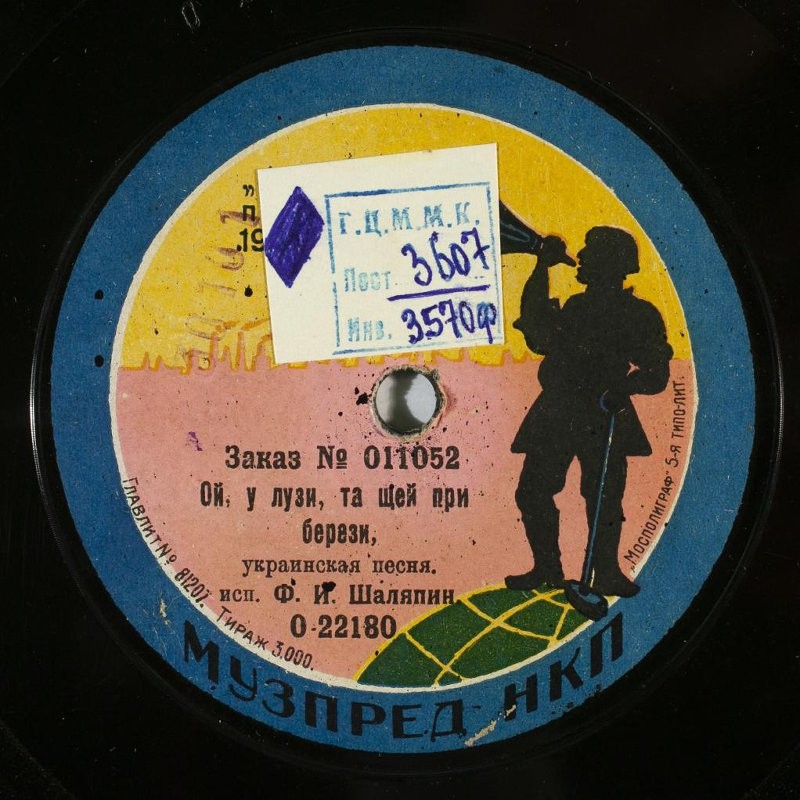 „
П
19
Г.Ц.М.М.К.
Пост. 3607
Инв. 3570ф
Заказ № 011052
Ой, у лузи, та щей при
берези,
украинская песня.
исп. Ф. И. Шаляпин
О-22180
ГЛАВЛИТ № 81207. ТИРАЖ 3.000.
„МОСПОЛИГРАФ" 5-я ТИПО-ЛИТ.
МУЗПРЕД НКП